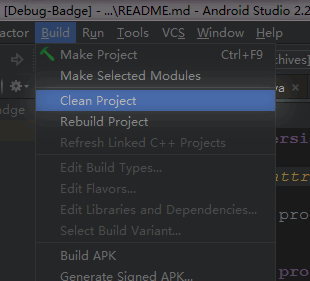 [Debug-Badge] - ...\README.md - Android Studio 2.2
actor Build Run Tools VCS Window Help
Make Project Ctrl+F9
rchives]
Make Selected Modules
va ×
Clean Project
adge
Rebuild Project
ersi
Refresh Linked C++ Projects
Edit Build Types...
attr
Edit Flavors...
Edit Libraries and Dependencies...
pro
Select Build Variant...
Build APK
Generate Signed APK...
pro